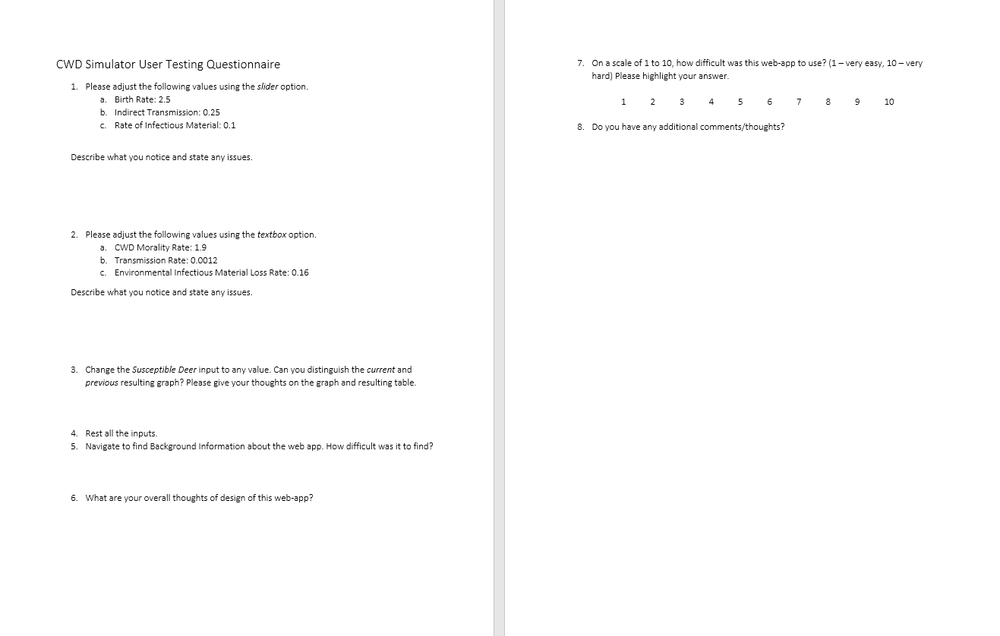 CWD Simulator User Testing Questionnaire
1. Please adjust the following values using the slider option.
a. Birth Rate: 2.5
b. Indirect Transmission: 0.25
c. Rate of Infectious Material: 0.1
Describe what you notice and state any issues.
2. Please adjust the following values using the textbox option.
a. CWD Morality Rate: 1.9
b. Transmission Rate: 0.0012
c. Environmental Infectious Material Loss Rate: 0.16
Describe what you notice and state any issues.
3. Change the Susceptible Deer input to any value. Can you distinguish the current and
previous resulting graph? Please give your thoughts on the graph and resulting table.
4. Rest all the inputs.
5. Navigate to find Background Information about the web app. How difficult was it to find?
6. What are your overall thoughts of design of this web-app?
7. On a scale of 1 to 10, how difficult was this web-app to use? (1 – very easy, 10 – very
hard) Please highlight your answer.
1 2 3 4 5 6 7 8 9 10
8. Do you have any additional comments/thoughts?